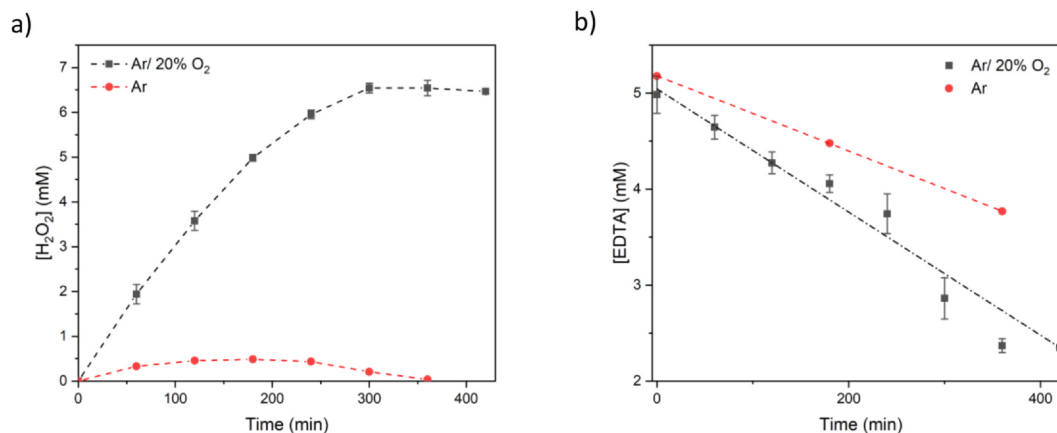 a)
Ar/ 20% O₂
Ar
[H₂O₂] (mM)
7
6
5
4
3
2
1
0
0
100
200
300
400
Time (min)
b)
Ar/ 20% O₂
Ar
[EDTA] (mM)
5
4
3
2
0
200
400
Time (min)